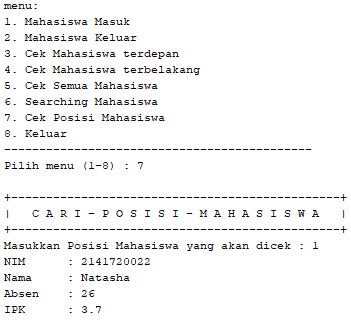 menu:
1. Mahasiswa Masuk
2. Mahasiswa Keluar
3. Cek Mahasiswa terdepan
4. Cek Mahasiswa terbelakang
5. Cek Semua Mahasiswa
6. Searching Mahasiswa
7. Cek Posisi Mahasiswa
8. Keluar
--------------------------------------------
Pilih menu (1-8) : 7
+-----------------------------------------------+
|   C A R I - P O S I S I - M A H A S I S W A   |
+-----------------------------------------------+
Masukkan Posisi Mahasiswa yang akan dicek : 1
NIM      : 2141720022
Nama     : Natasha
Absen    : 26
IPK      : 3.7